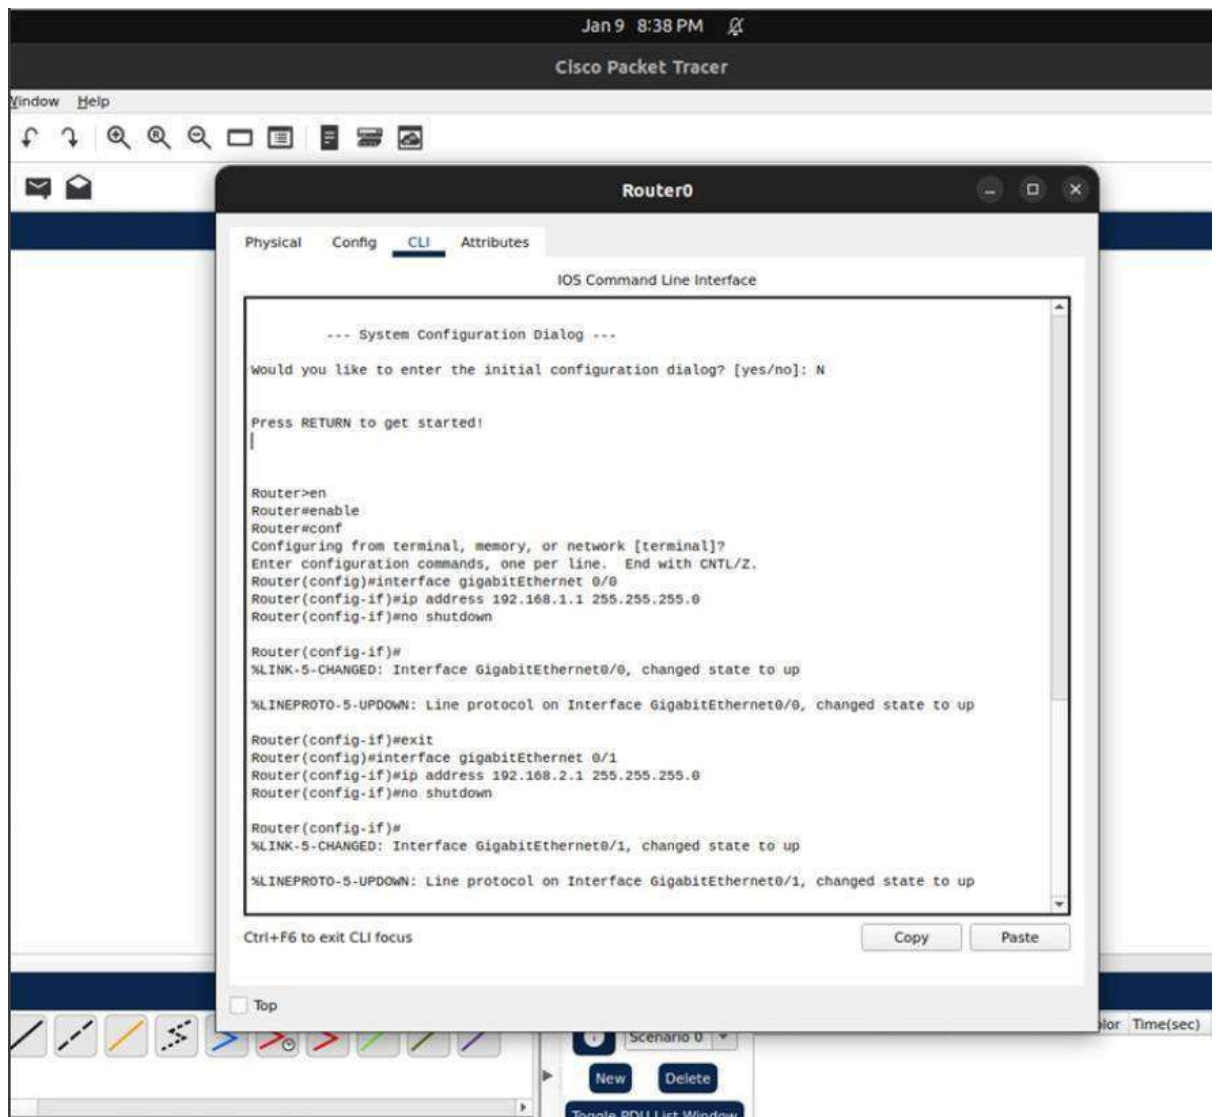 Jan 9 8:38 PM
Cisco Packet Tracer
Window Help
Router0
Physical Config CLI Attributes
IOS Command Line Interface
--- System Configuration Dialog ---
Would you like to enter the initial configuration dialog? [yes/no]: N
Press RETURN to get started!
Router>en
Router#enable
Router#conf
Configuring from terminal, memory, or network [terminal]?
Enter configuration commands, one per line. End with CNTL/Z.
Router(config)#interface gigabitEthernet 0/0
Router(config-if)#ip address 192.168.1.1 255.255.255.0
Router(config-if)#no shutdown
Router(config-if)#
%LINK-5-CHANGED: Interface GigabitEthernet0/0, changed state to up
%LINEPROTO-5-UPDOWN: Line protocol on Interface GigabitEthernet0/0, changed state to up
Router(config-if)#exit
Router(config)#interface gigabitEthernet 0/1
Router(config-if)#ip address 192.168.2.1 255.255.255.0
Router(config-if)#no shutdown
Router(config-if)#
%LINK-5-CHANGED: Interface GigabitEthernet0/1, changed state to up
%LINEPROTO-5-UPDOWN: Line protocol on Interface GigabitEthernet0/1, changed state to up
Ctrl+F6 to exit CLI focus
Copy Paste
Top
Scenario 0
olor Time(sec)
New Delete
Toggle PDU List Window